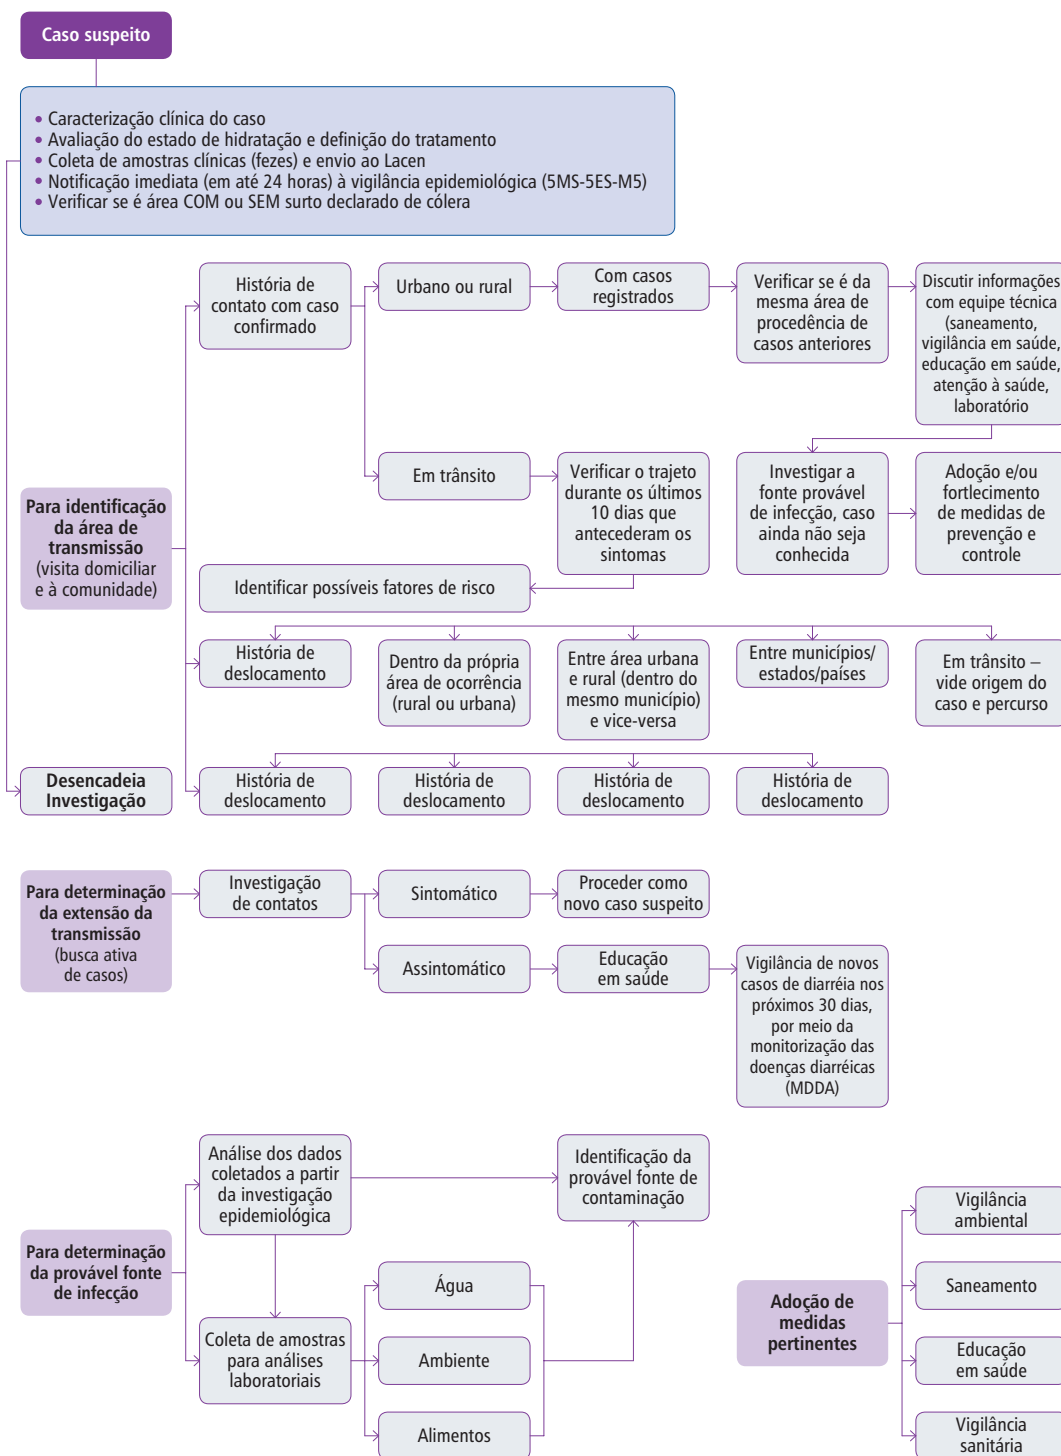 Caso suspeito
• Caracterização clínica do caso
• Avaliação do estado de hidratação e definição do tratamento
• Coleta de amostras clínicas (fezes) e envio ao Lacen
• Notificação imediata (em até 24 horas) à vigilância epidemiológica (5MS-5ES-M5)
• Verificar se é área COM ou SEM surto declarado de cólera
História de
contato com caso
confirmado
Urbano ou rural
Com casos
registrados
Verificar se é da
mesma área de
procedência de
casos anteriores
Discutir informações
com equipe técnica
(saneamento,
vigilância em saúde,
educação em saúde,
atenção à saúde,
laboratório
Em trânsito
Verificar o trajeto
durante os últimos
10 dias que
antecederam os
sintomas
Investigar a
fonte provável
de infecção, caso
ainda não seja
conhecida
Adoção e/ou
fortlecimento
de medidas de
prevenção e
controle
Para identificação
da área de
transmissão
(visita domiciliar
e à comunidade)
Identificar possíveis fatores de risco
História de
deslocamento
Dentro da própria
área de ocorrência
(rural ou urbana)
Entre área urbana
e rural (dentro do
mesmo município)
e vice-versa
Entre municípios/
estados/países
Em trânsito –
vide origem do
caso e percurso
Desencadeia
Investigação
História de
deslocamento
História de
deslocamento
História de
deslocamento
História de
deslocamento
Para determinação
da extensão da
transmissão
(busca ativa
de casos)
Investigação
de contatos
Sintomático
Proceder como
novo caso suspeito
Assintomático
Educação
em saúde
Vigilância de novos
casos de diarréia nos
próximos 30 dias,
por meio da
monitorização das
doenças diarréicas
(MDDA)
Para determinação
da provável fonte
de infecção
Análise dos dados
coletados a partir
da investigação
epidemiológica
Identificação da
provável fonte de
contaminação
Coleta de amostras
para análises
laboratoriais
Água
Ambiente
Alimentos
Adoção de
medidas
pertinentes
Vigilância
ambiental
Saneamento
Educação
em saúde
Vigilância
sanitária